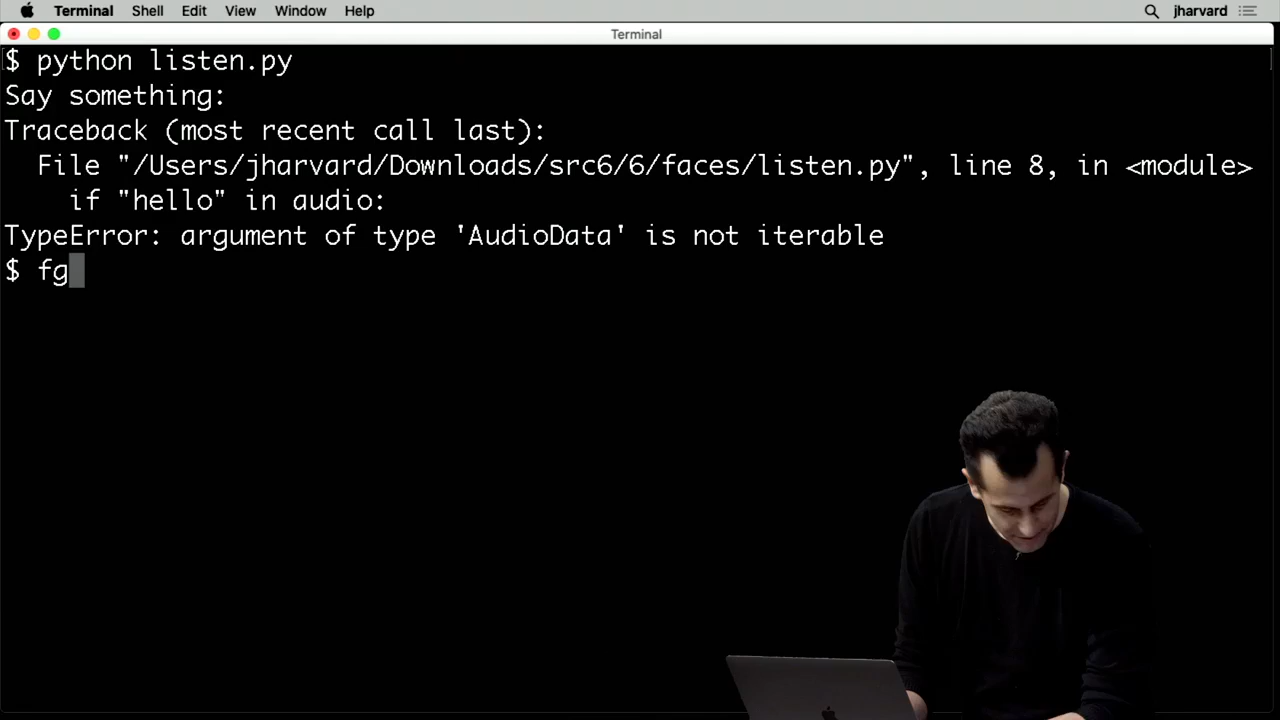 Terminal Shell Edit View Window Help jharvard
Terminal
$ python listen.py
Say something:
Traceback (most recent call last):
  File "/Users/jharvard/Downloads/src6/6/faces/listen.py", line 8, in <module>
    if "hello" in audio:
TypeError: argument of type 'AudioData' is not iterable
$ fg